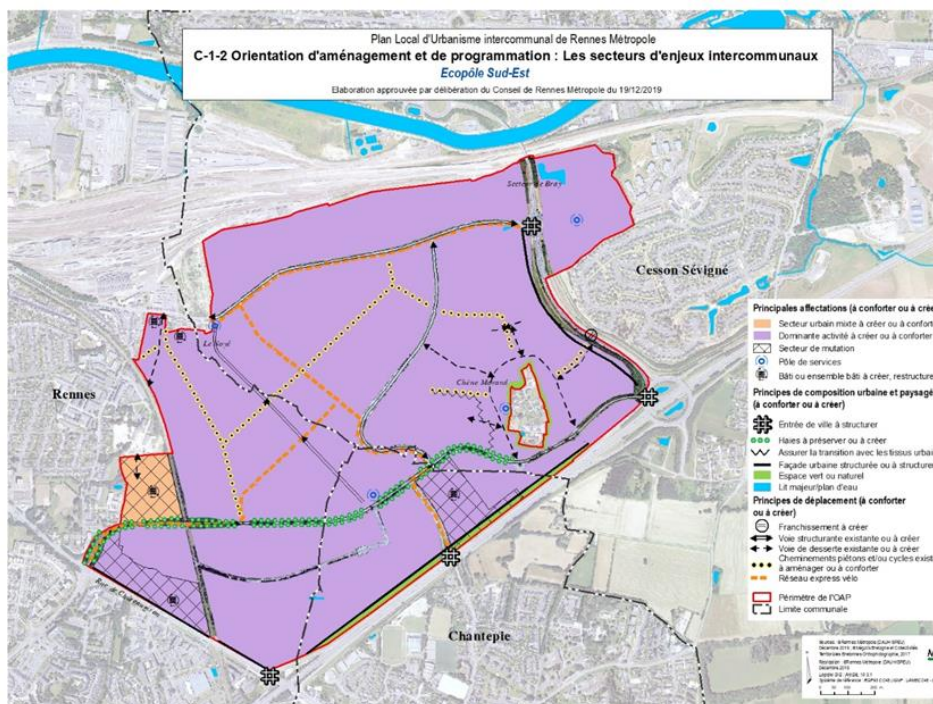 Plan Local d'Urbanisme intercommunal de Rennes Métropole
C-1-2 Orientation d'aménagement et de programmation : Les secteurs d'enjeux intercommunaux
Ecopôle Sud-Est
Elaboration approuvée par délibération du Conseil de Rennes Métropole du 19/12/2019
Secteur de Bray
Cesson Sévigné
Rennes
Chêne Morand
Rue de Châteaugiron
Chantepie
Principales affectations (à conforter ou à crée
Secteur urbain mixte à créer ou à conforte
Dominante activité à créer ou à conforter
Secteur de mutation
Pôle de services
Bâti ou ensemble bâti à créer, restructure
Principes de composition urbaine et paysagè
(à conforter ou à créer)
Entrée de ville à structurer
Haies à préserver ou à créer
Assurer la transition avec les tissus urbai
Façade urbaine structurée ou à structure
Espace vert ou naturel
Lit majeur/plan d'eau
Principes de déplacement (à conforter
ou à créer)
Franchissement à créer
Voie structurante existante ou à créer
Voie de desserte existante ou à créer
Cheminements piétons et/ou cycles exist
à aménager ou à conforter
Réseau express vélo
Périmètre de l'OAP
Limite communale